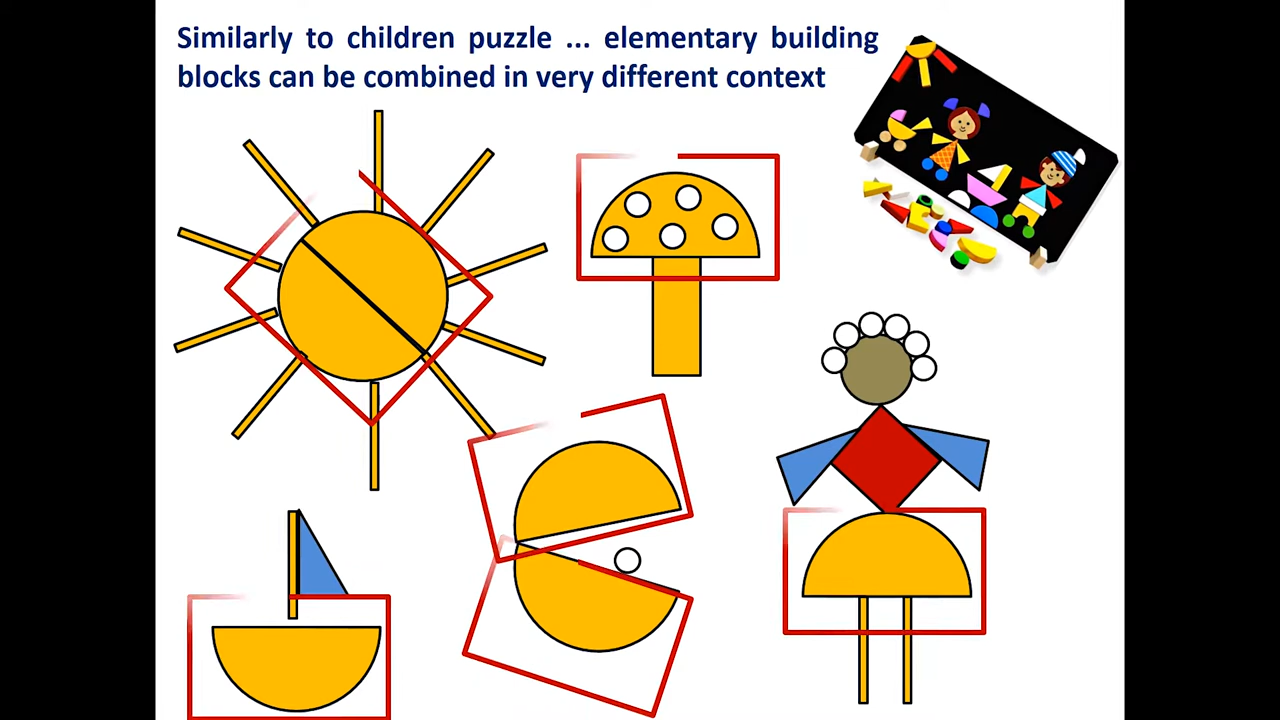 Similarly to children puzzle ... elementary building
blocks can be combined in very different context